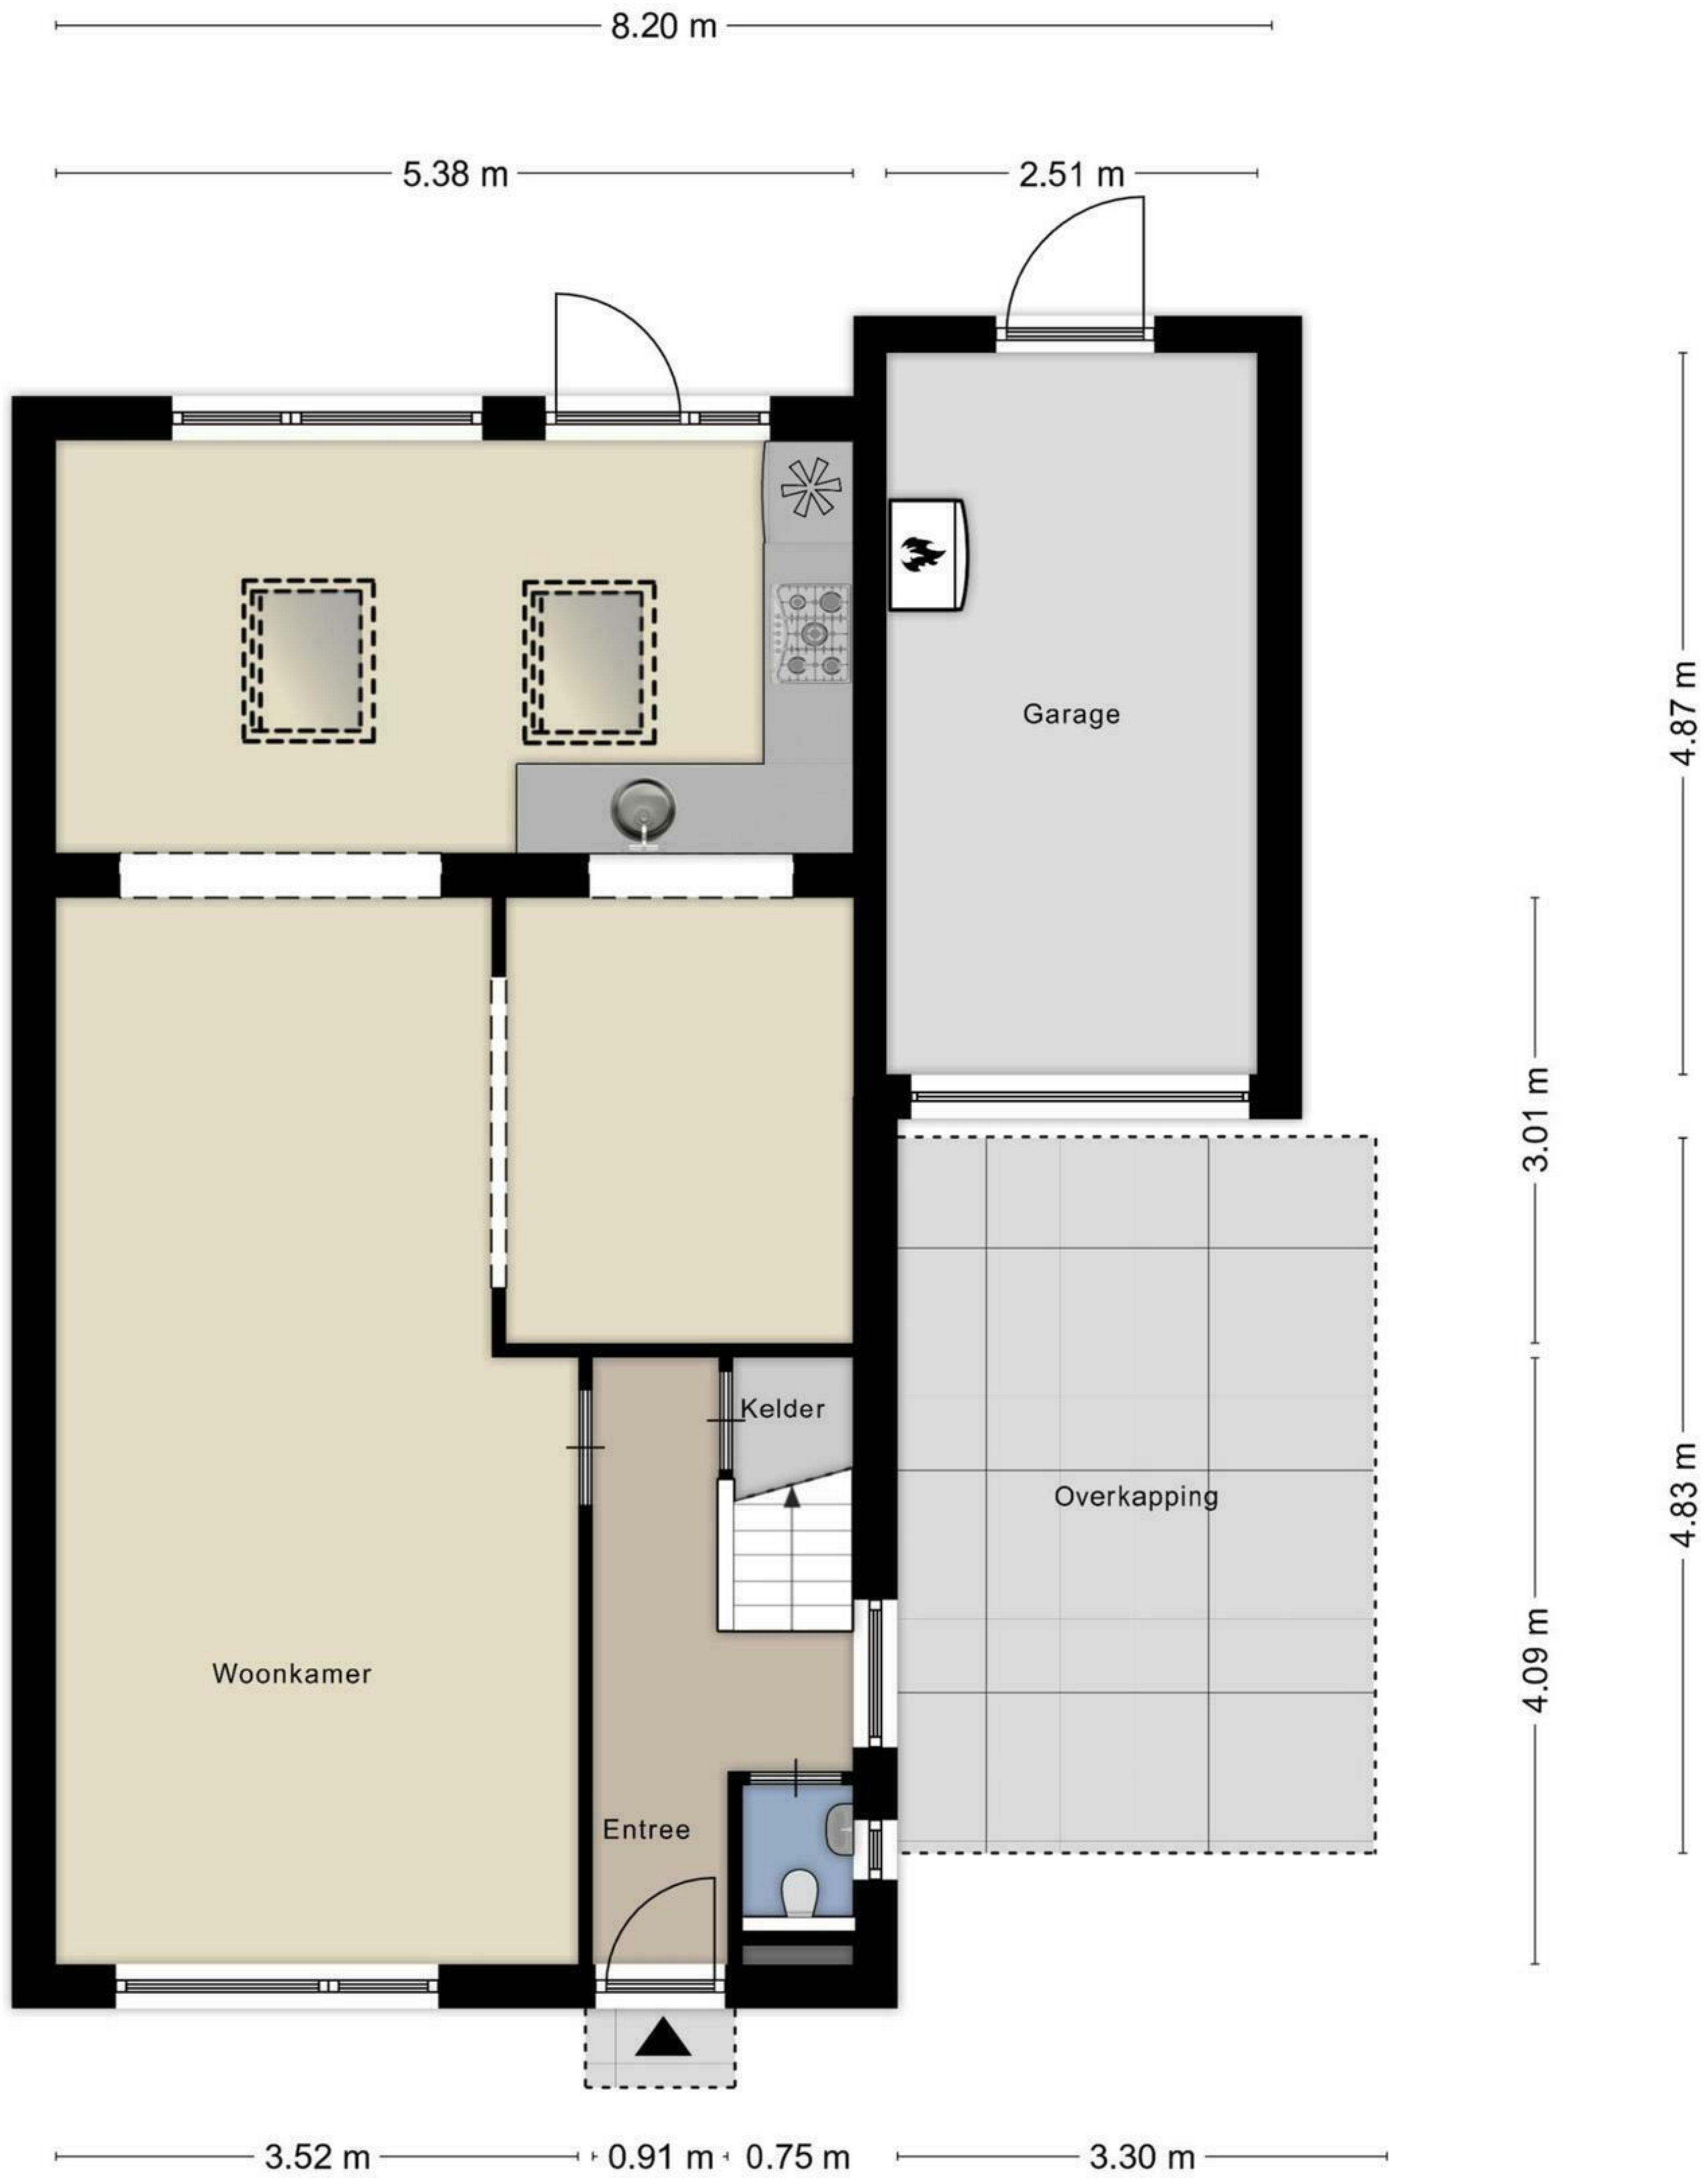 8.20 m
5.38 m
2.51 m
Garage
4.87 m
3.01 m
Kelder
Overkapping
4.83 m
Woonkamer
4.09 m
Entree
3.52 m
0.91 m
0.75 m
3.30 m